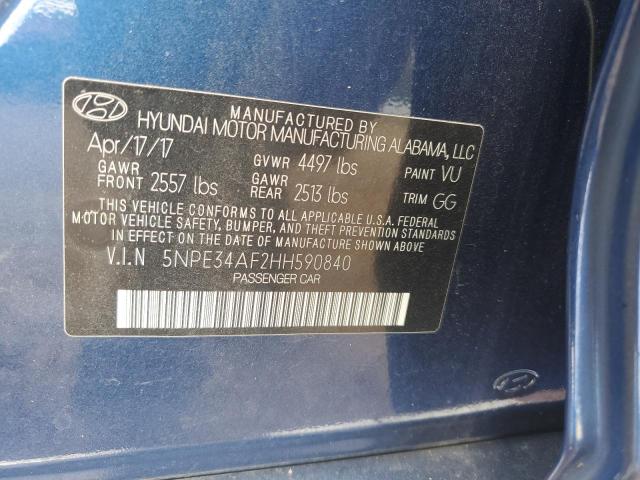 MANUFACTURED BY
HYUNDAI MOTOR MANUFACTURING ALABAMA, LLC
Apr/17/17 GVWR 4497 lbs PAINT VU
GAWR FRONT 2557 lbs GAWR REAR 2513 lbs TRIM GG
THIS VEHICLE CONFORMS TO ALL APPLICABLE U.S.A. FEDERAL
MOTOR VEHICLE SAFETY, BUMPER, AND THEFT PREVENTION
STANDARDS IN EFFECT ON THE DATE OF MANUFACTURE SHOWN ABOVE
V.I.N 5NPE34AF2HH590840
PASSENGER CAR